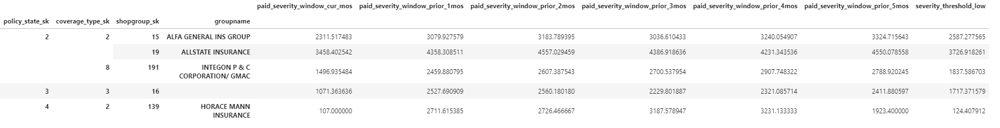 paid_severity_window_cur_mos paid_severity_window_prior_1mos paid_severity_window_prior_2mos paid_severity_window_prior_3mos paid_severity_window_prior_4mos paid_severity_window_prior_5mos severity_threshold_low
policy_state_sk coverage_type_sk shopgroup_sk groupname
2 2 15 ALFA GENERAL INS GROUP 2311.517483 3079.927579 3183.789395 3036.610433 3240.054907 3324.715643 2587.277565
19 ALLSTATE INSURANCE 3458.402542 4358.308511 4557.029459 4386.918636 4231.343536 4550.078558 3726.918261
8 191 INTEGON P & C
CORPORATION/ GMAC 1496.935484 2459.880795 2607.387543 2700.537954 2907.748322 2788.920245 1837.586703
3 3 16 1071.363636 2527.690909 2560.180180 2229.801887 2321.085714 2411.880597 1717.371579
4 2 139 HORACE MANN
INSURANCE 107.000000 2711.615385 2726.466667 3187.578947 3231.133333 1923.400000 124.407912